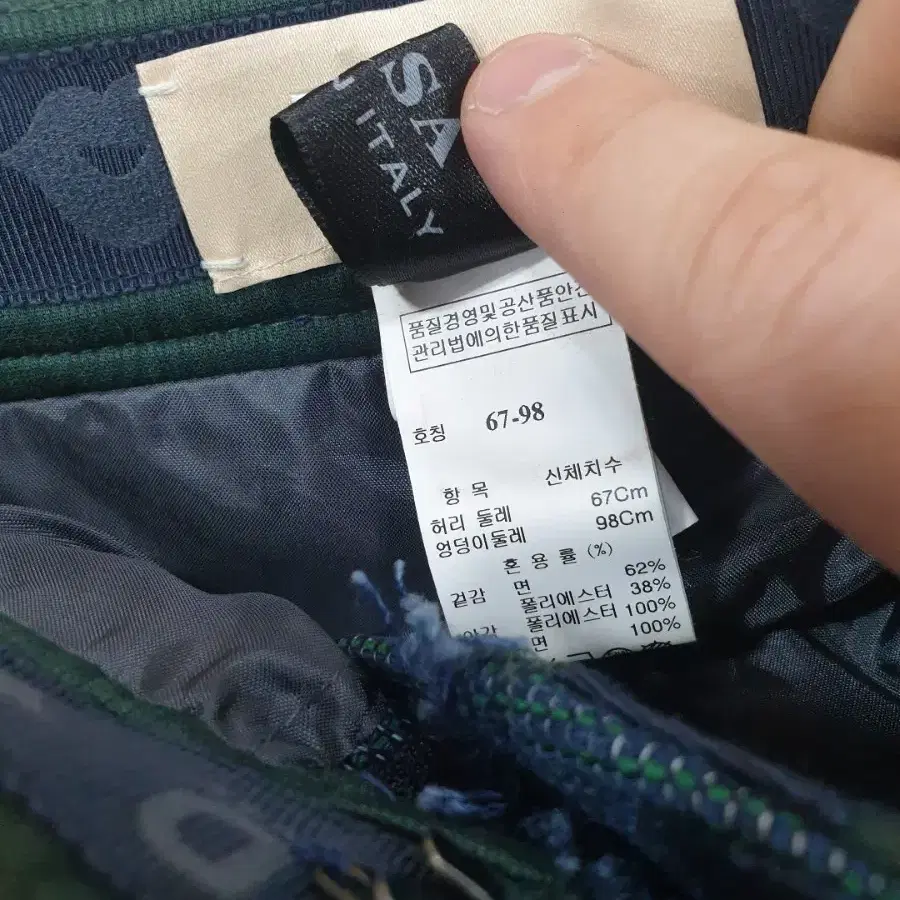 SA
ITALY
품질경영및공산품안전
관리법에의한품질표시
호칭 67-98
항 목 신체치수
허리 둘레 67Cm
엉덩이둘레 98Cm
혼 용 률 (%)
겉감 면 62%
폴리에스터 38%
안감 폴리에스터 100%
면 100%